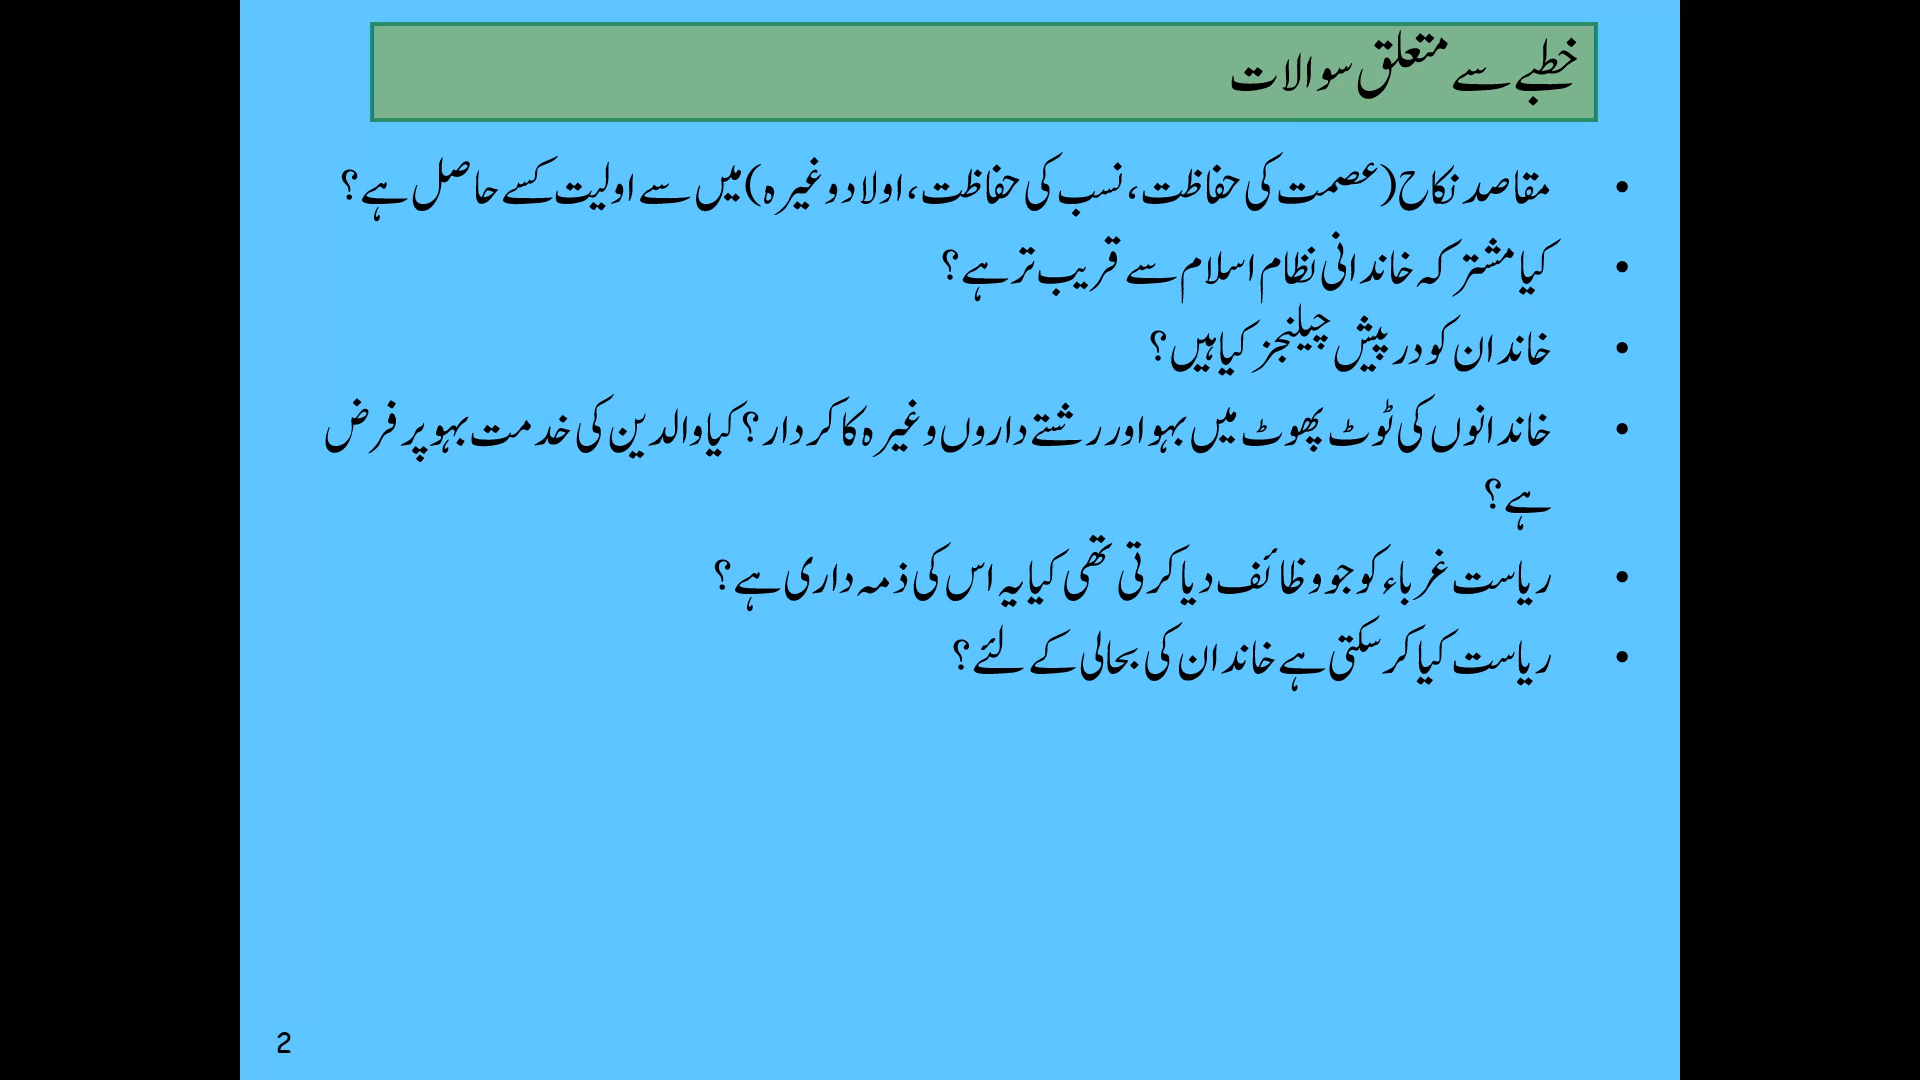 خطبے سے متعلق سوالات
• مقاصد نکاح(عصمت کی حفاظت، نسب کی حفاظت، اولاد وغیرہ)میں سے اولیت کسے حاصل ہے؟
• کیا مشترکہ خاندانی نظام اسلام سے قریب تر ہے؟
• خاندان کو درپیش چیلنجز کیا ہیں؟
• خاندانوں کی ٹوٹ پھوٹ میں بہو اور رشتے داروں وغیرہ کا کردار؟ کیا والدین کی خدمت بہو پر فرض
ہے؟
• ریاست غرباء کو جو وظائف دیا کرتی تھی کیا یہ اس کی ذمہ داری ہے؟
• ریاست کیا کر سکتی ہے خاندان کی بحالی کے لئے؟
2